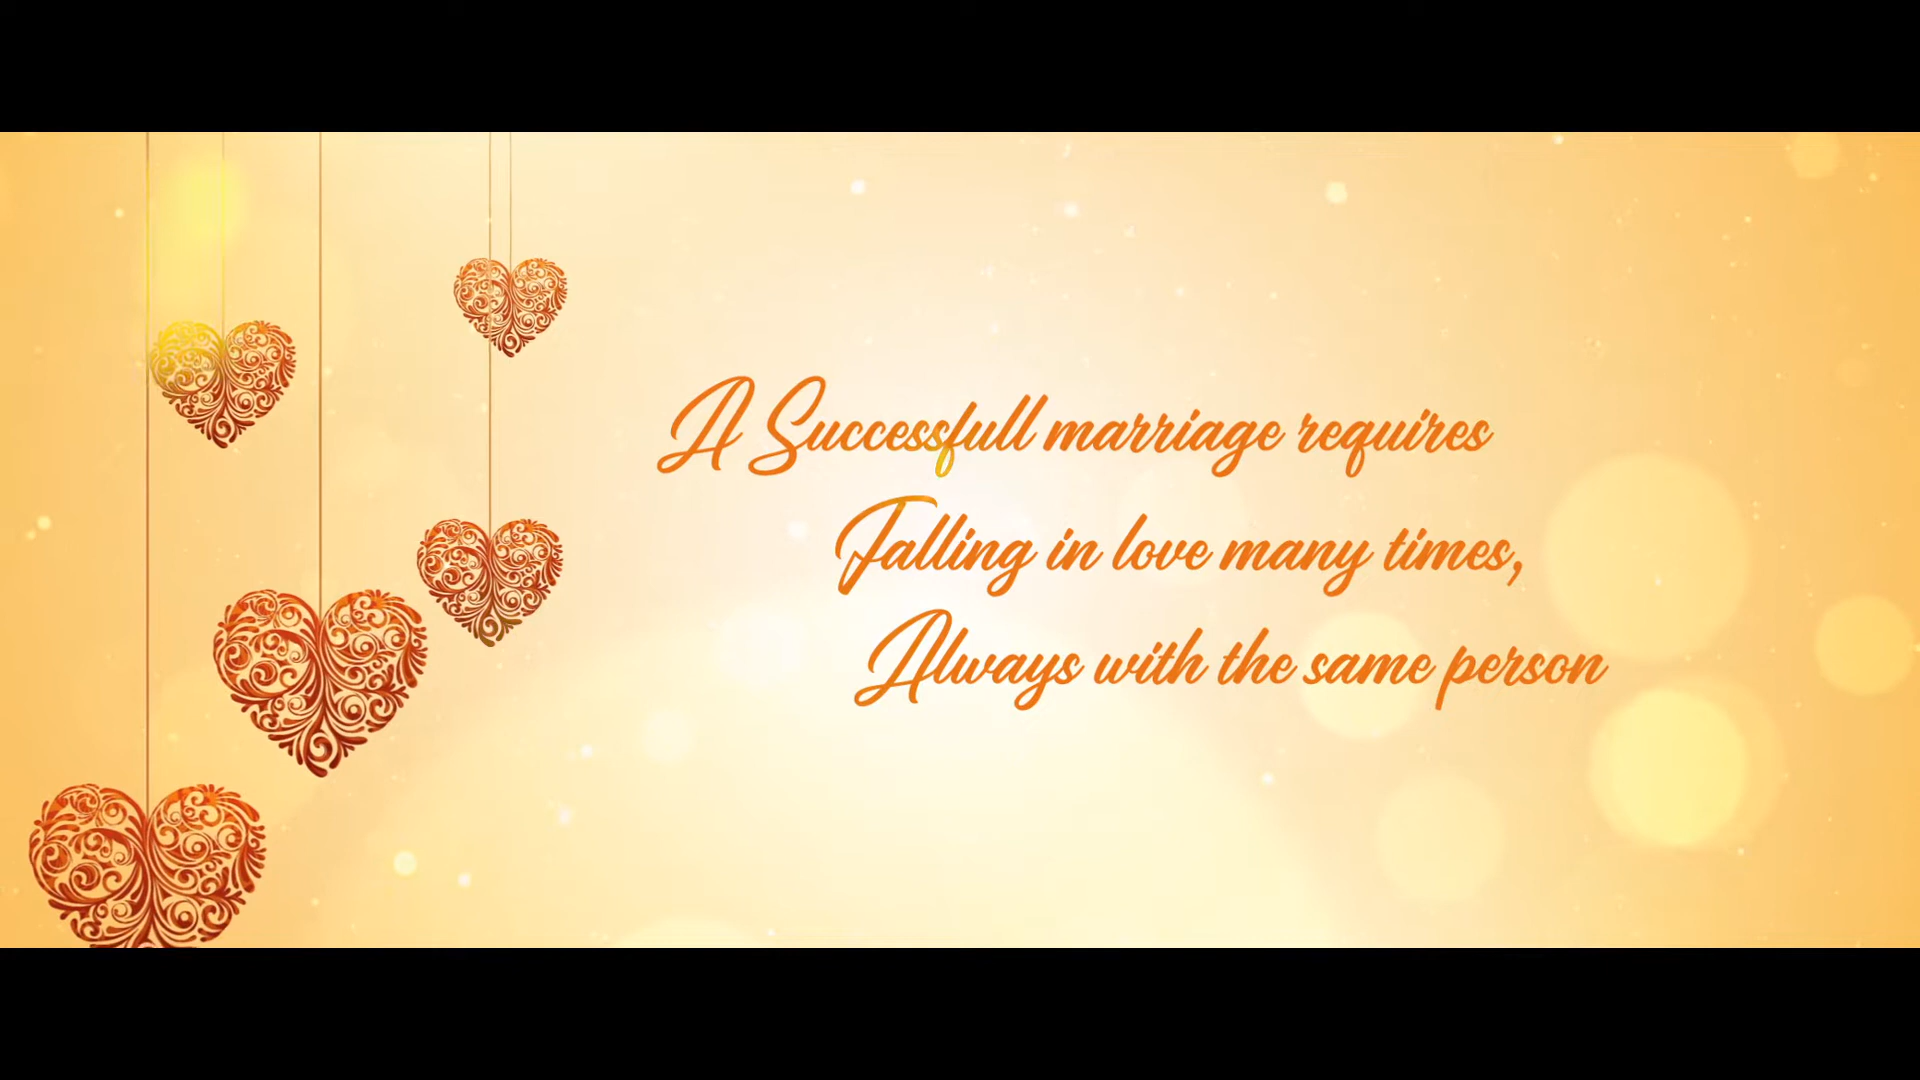 A Successfull marriage requires
Falling in love many times,
Always with the same person